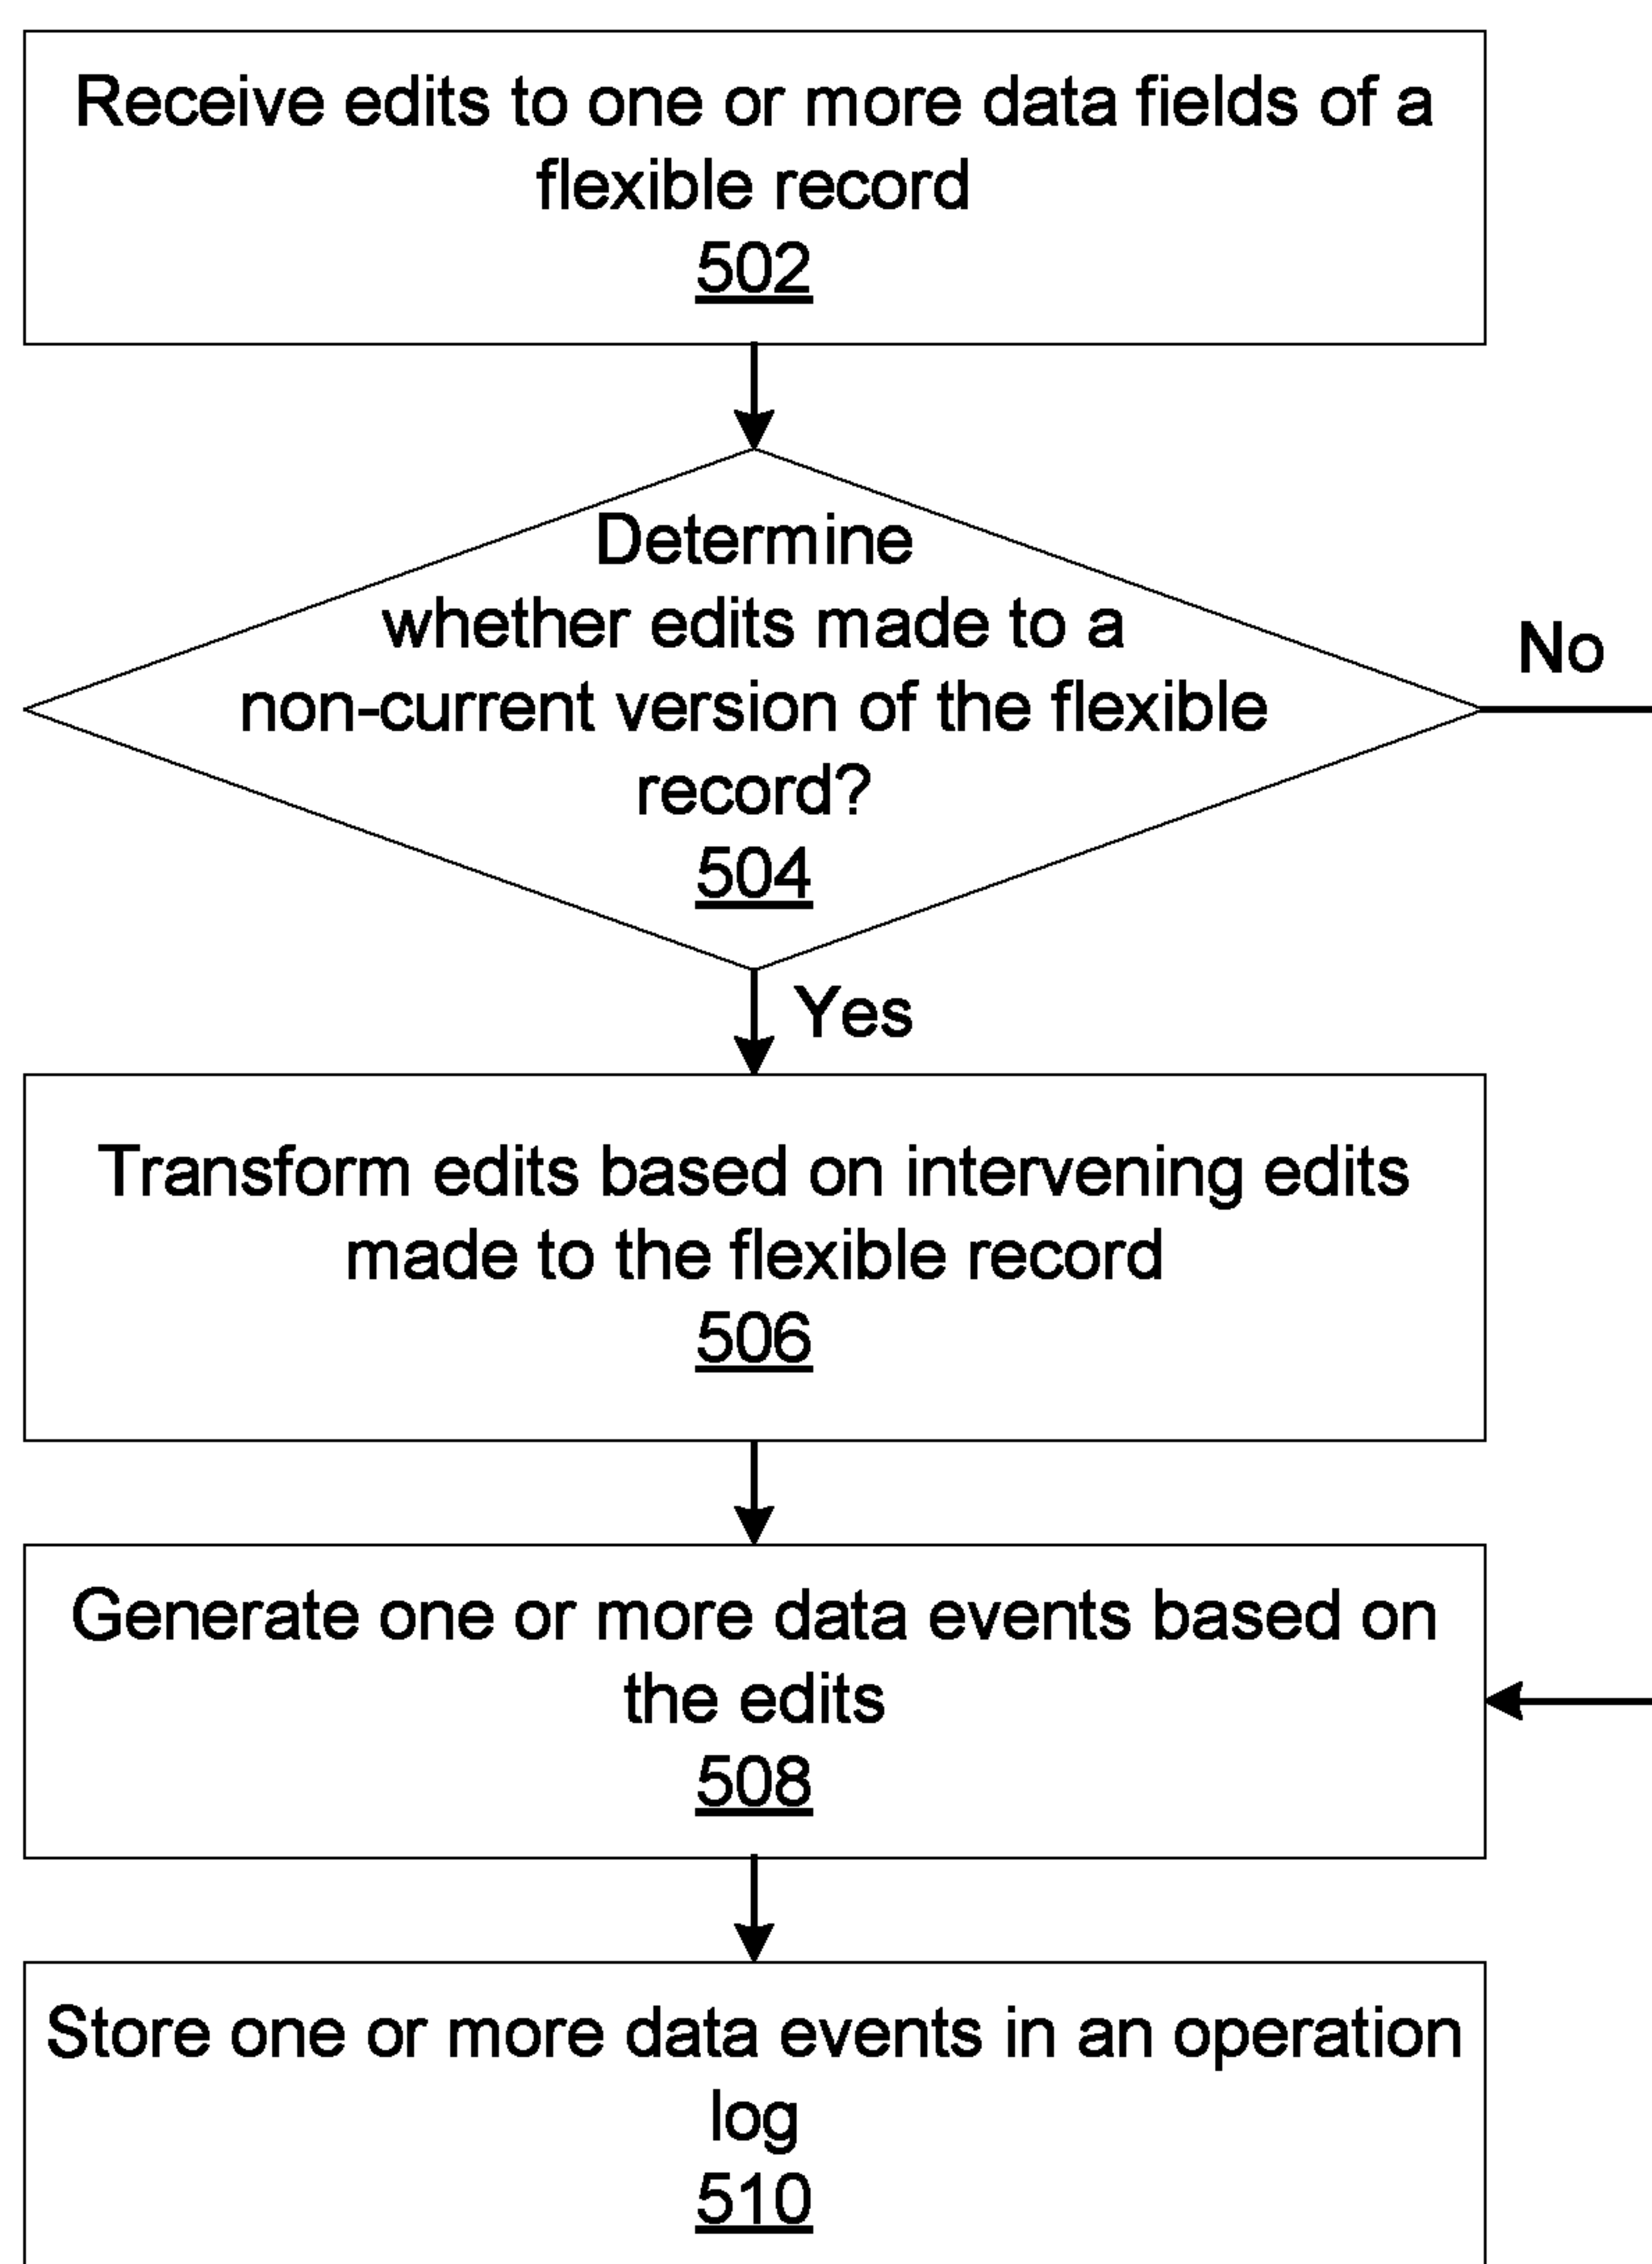 Receive edits to one or more data fields of a
flexible record
502
Determine
whether edits made to a
non-current version of the flexible
record?
504
No
Yes
Transform edits based on intervening edits
made to the flexible record
506
Generate one or more data events based on
the edits
508
Store one or more data events in an operation
log
510